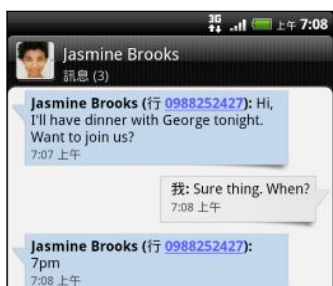 3G 上午 7:08
Jasmine Brooks
訊息 (3)
Jasmine Brooks (行 0988252427): Hi,
I'll have dinner with George tonight.
Want to join us?
7:07 上午
我: Sure thing. When?
7:08 上午
Jasmine Brooks (行 0988252427):
7pm
7:08 上午